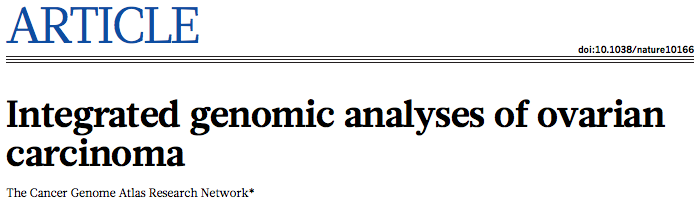 ARTICLE
doi:10.1038/nature10166
Integrated genomic analyses of ovarian
carcinoma
The Cancer Genome Atlas Research Network*